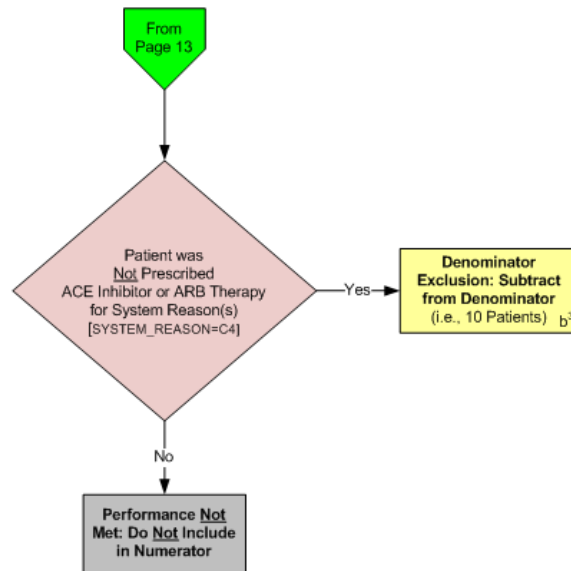 From
Page 13
Patient was
Not Prescribed
ACE Inhibitor or ARB Therapy
for System Reason(s)
[SYSTEM_REASON=C4]
Yes
Denominator
Exclusion: Subtract
from Denominator
(i.e., 10 Patients) b³
No
Performance Not
Met: Do Not Include
in Numerator